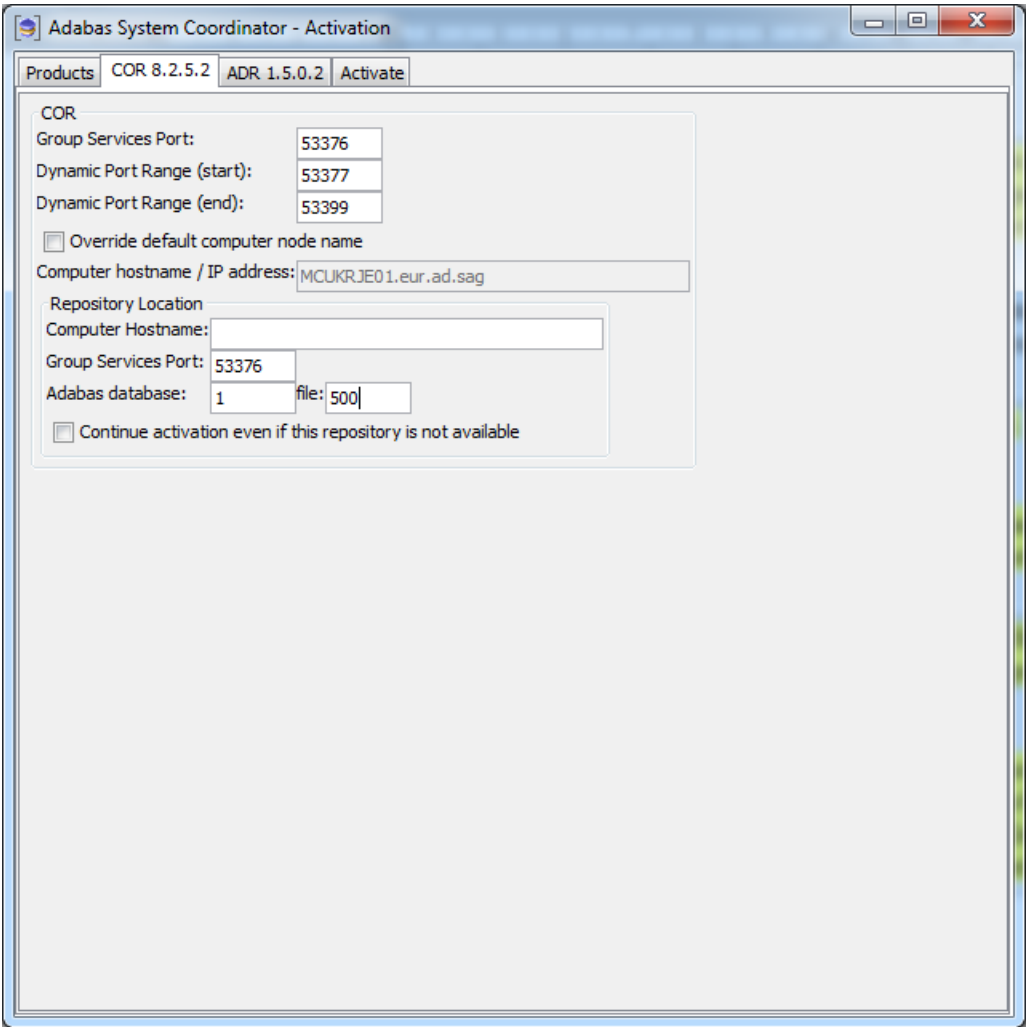 Adabas System Coordinator - Activation
Products COR 8.2.5.2 ADR 1.5.0.2 Activate
COR
Group Services Port: 53376
Dynamic Port Range (start): 53377
Dynamic Port Range (end): 53399
Override default computer node name
Computer hostname / IP address: MCUKRJE01.eur.ad.sag
Repository Location
Computer Hostname:
Group Services Port: 53376
Adabas database: 1 file: 500
Continue activation even if this repository is not available